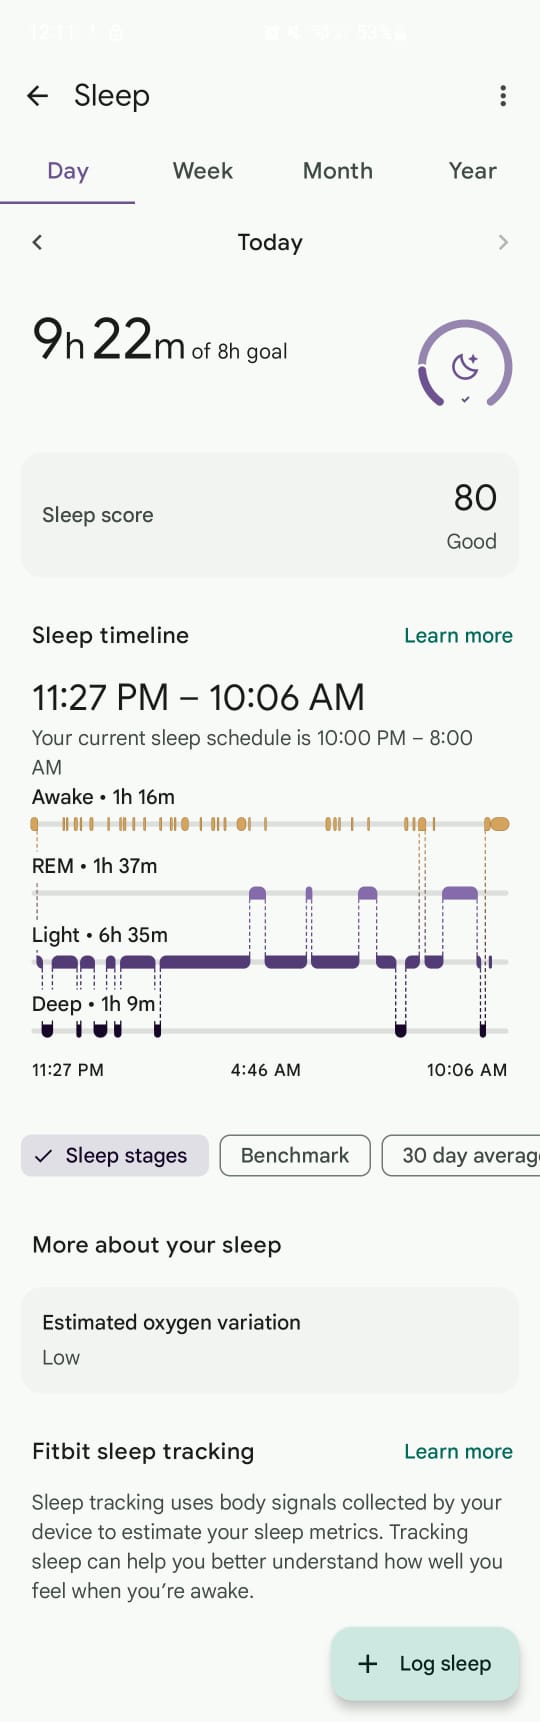 12:11
53%
Sleep
Day Week Month Year
Today
9h 22m of 8h goal
Sleep score
80
Good
Sleep timeline
Learn more
11:27 PM – 10:06 AM
Your current sleep schedule is 10:00 PM – 8:00
AM
Awake • 1h 16m
REM • 1h 37m
Light • 6h 35m
Deep • 1h 9m
11:27 PM 4:46 AM 10:06 AM
Sleep stages Benchmark 30 day averag
More about your sleep
Estimated oxygen variation
Low
Fitbit sleep tracking
Learn more
Sleep tracking uses body signals collected by your
device to estimate your sleep metrics. Tracking
sleep can help you better understand how well you
feel when you’re awake.
+ Log sleep